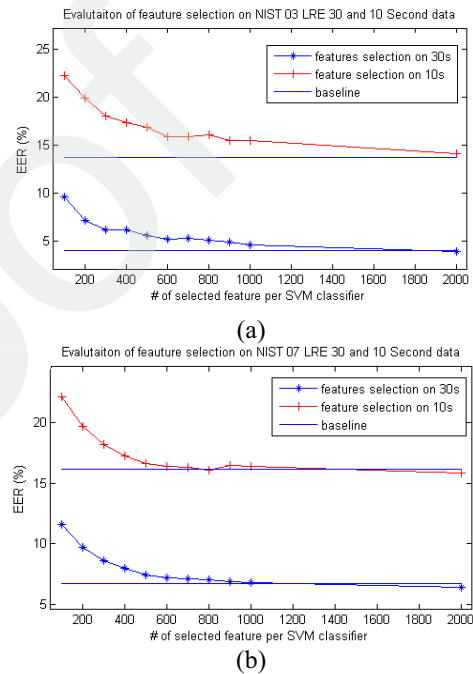 Evalutaiton of feauture selection on NIST 03 LRE 30 and 10 Second data
features selection on 30s
feature selection on 10s
baseline
25
20
15
10
5
EER (%)
200 400 600 800 1000 1200 1400 1600 1800 2000
# of selected feature per SVM classifier
(a)
Evalutaiton of feauture selection on NIST 07 LRE 30 and 10 Second data
features selection on 30s
feature selection on 10s
baseline
20
15
10
5
EER (%)
200 400 600 800 1000 1200 1400 1600 1800 2000
# of selected feature per SVM classifier
(b)